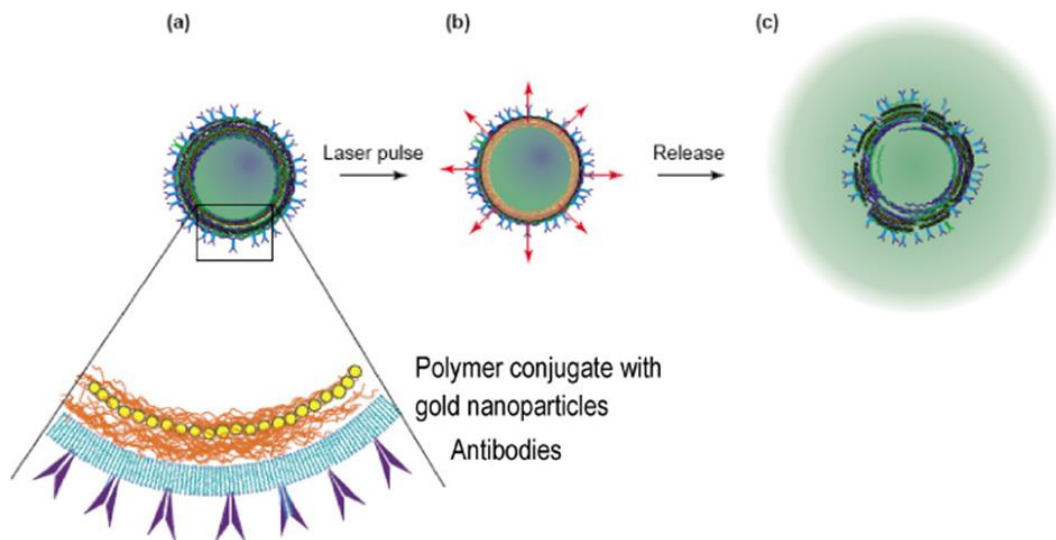 (a)
(b)
(c)
Laser pulse
Release
Polymer conjugate with
gold nanoparticles
Antibodies